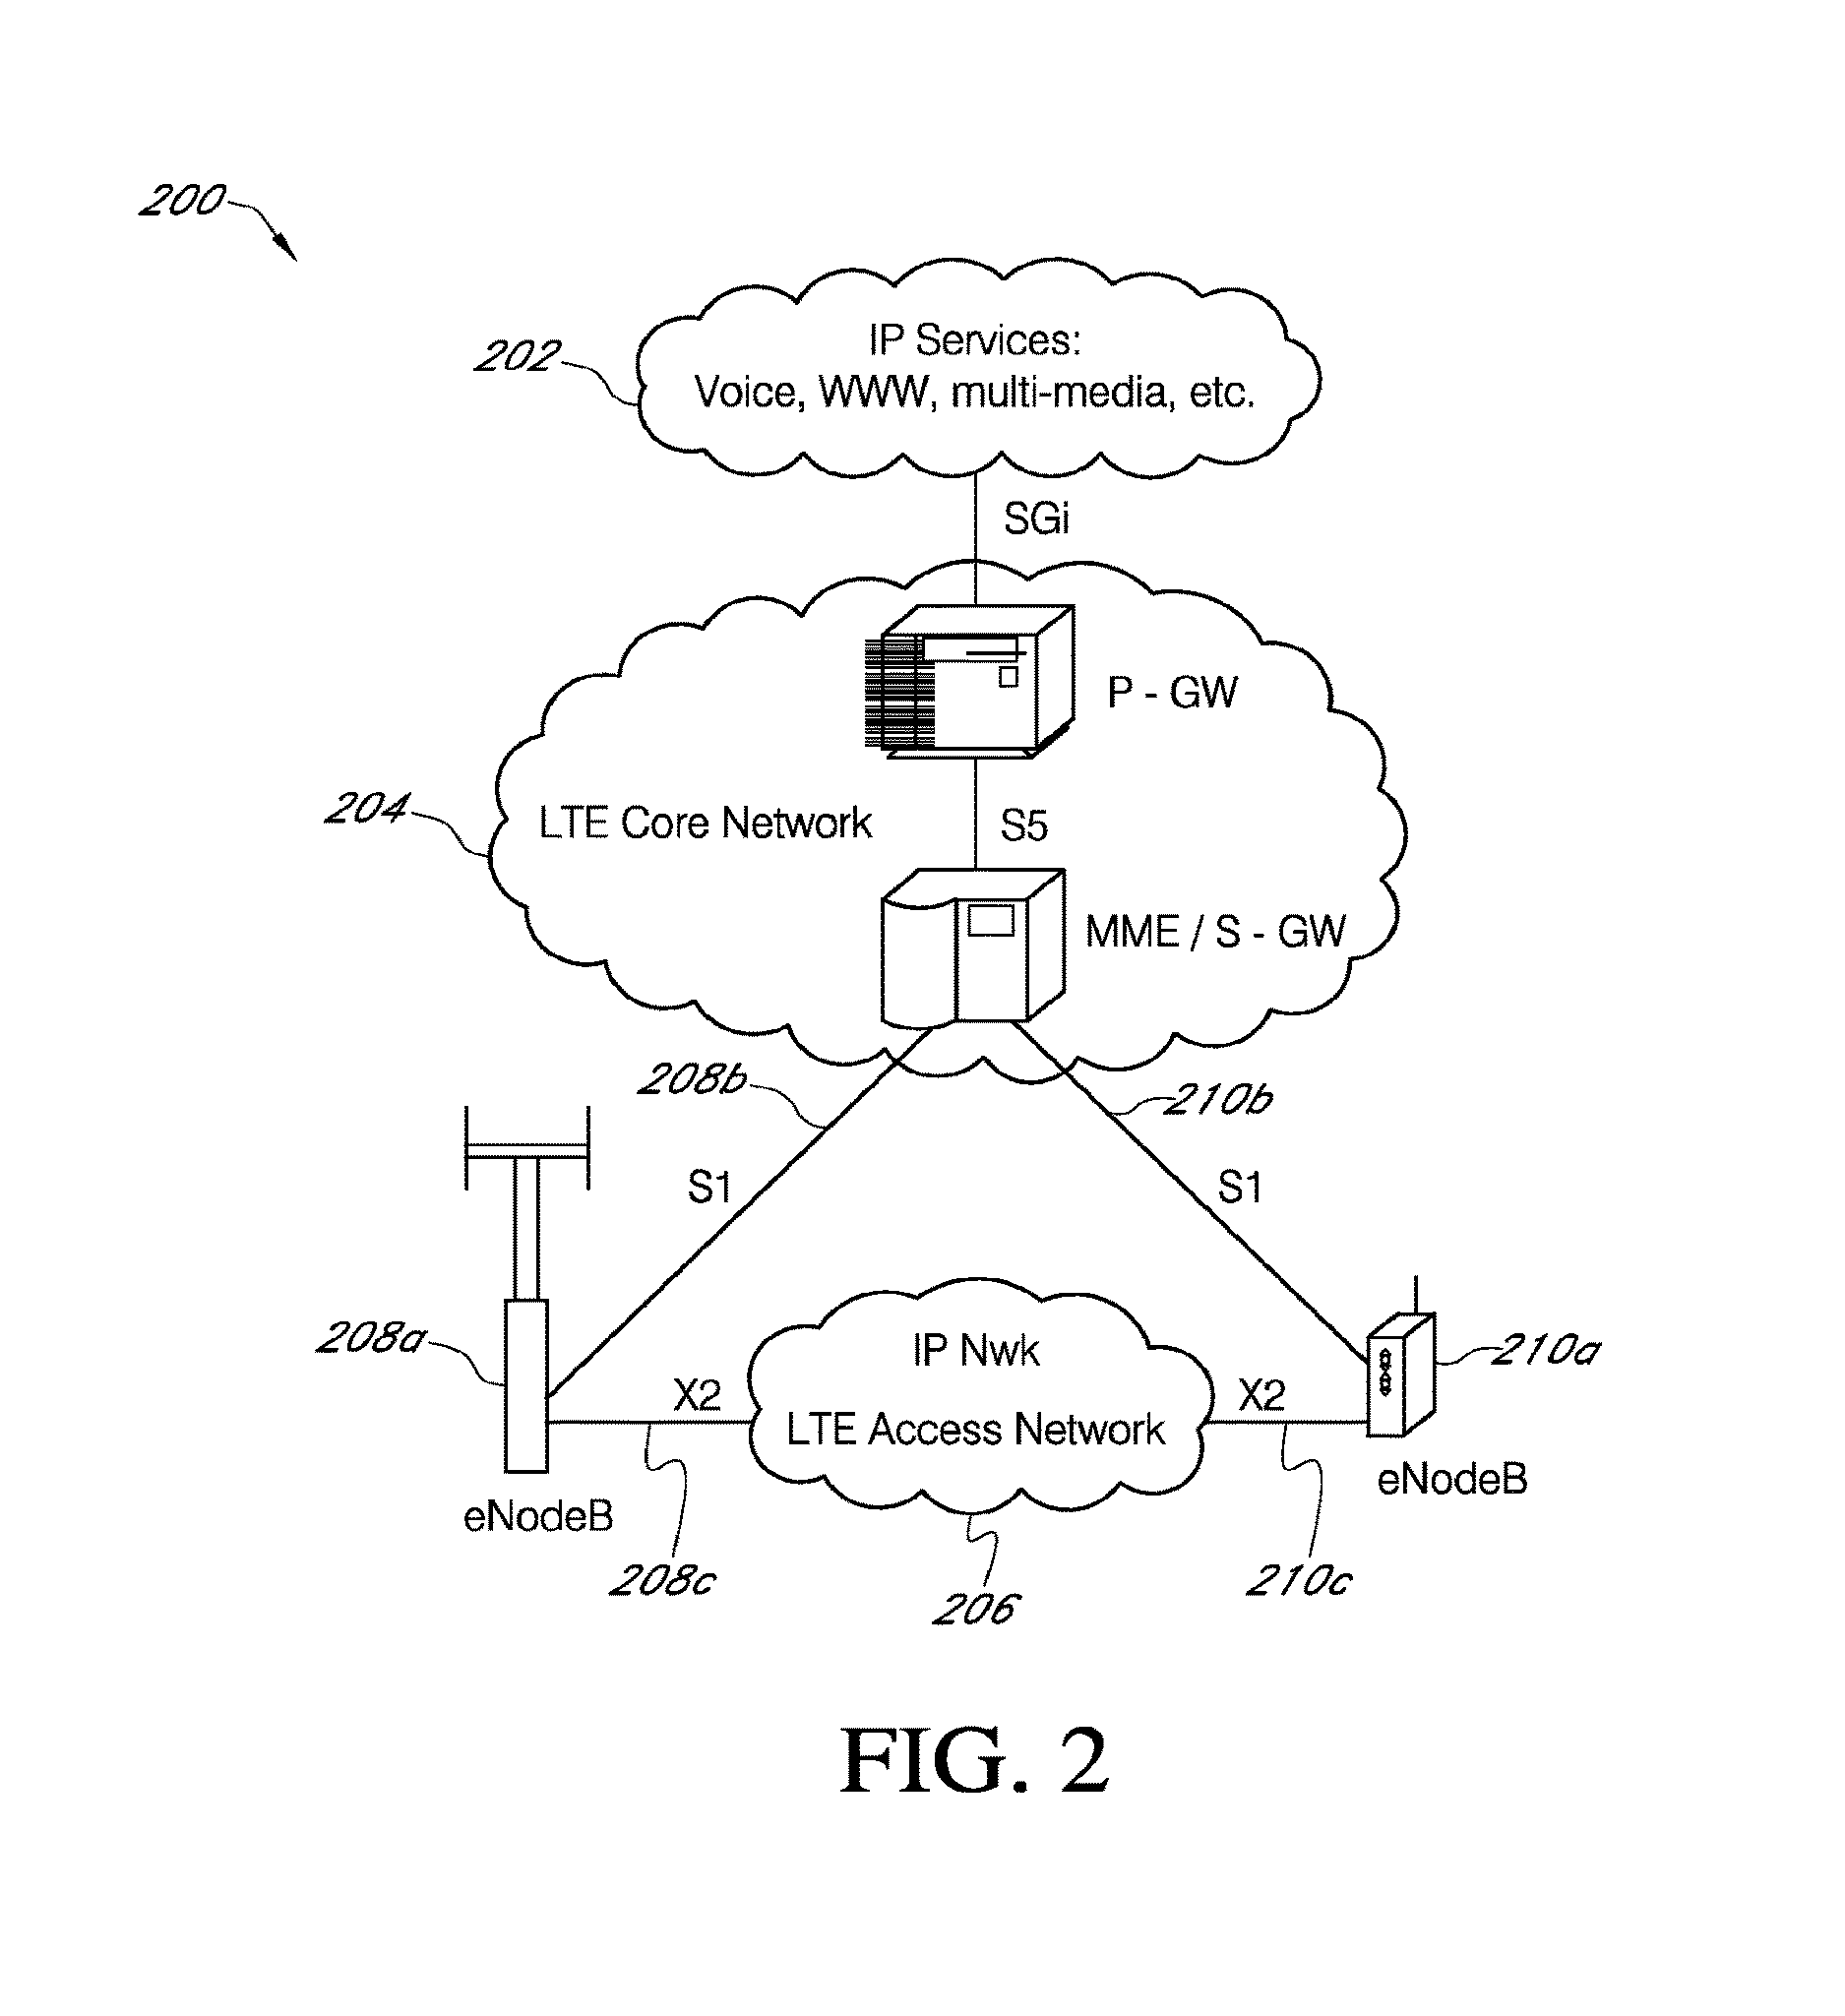 200
202
IP Services:
Voice, WWW, multi-media, etc.
SGi
P - GW
204
LTE Core Network
S5
MME / S - GW
208b
210b
S1
S1
208a
IP Nwk
210a
X2
X2
LTE Access Network
eNodeB
eNodeB
208c
206
210c
FIG. 2